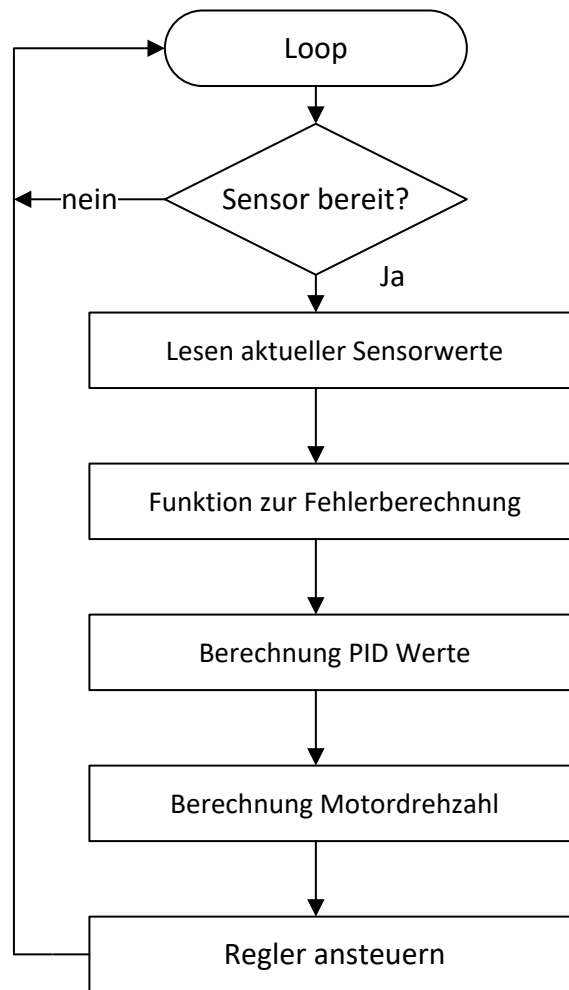 Loop
Sensor bereit?
nein
Ja
Lesen aktueller Sensorwerte
Funktion zur Fehlerberechnung
Berechnung PID Werte
Berechnung Motordrehzahl
Regler ansteuern